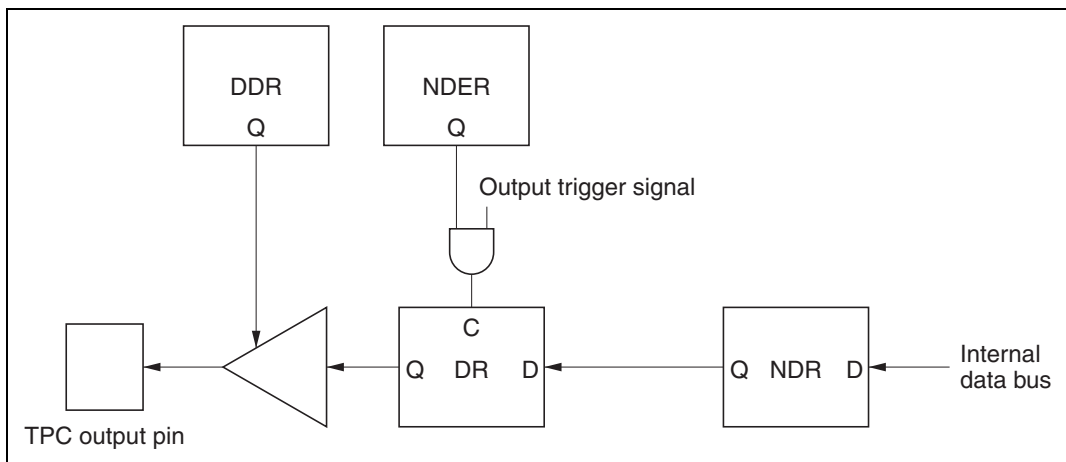 DDR
Q
NDER
Q
Output trigger signal
C
Q DR D
Q NDR D
Internal
data bus
TPC output pin